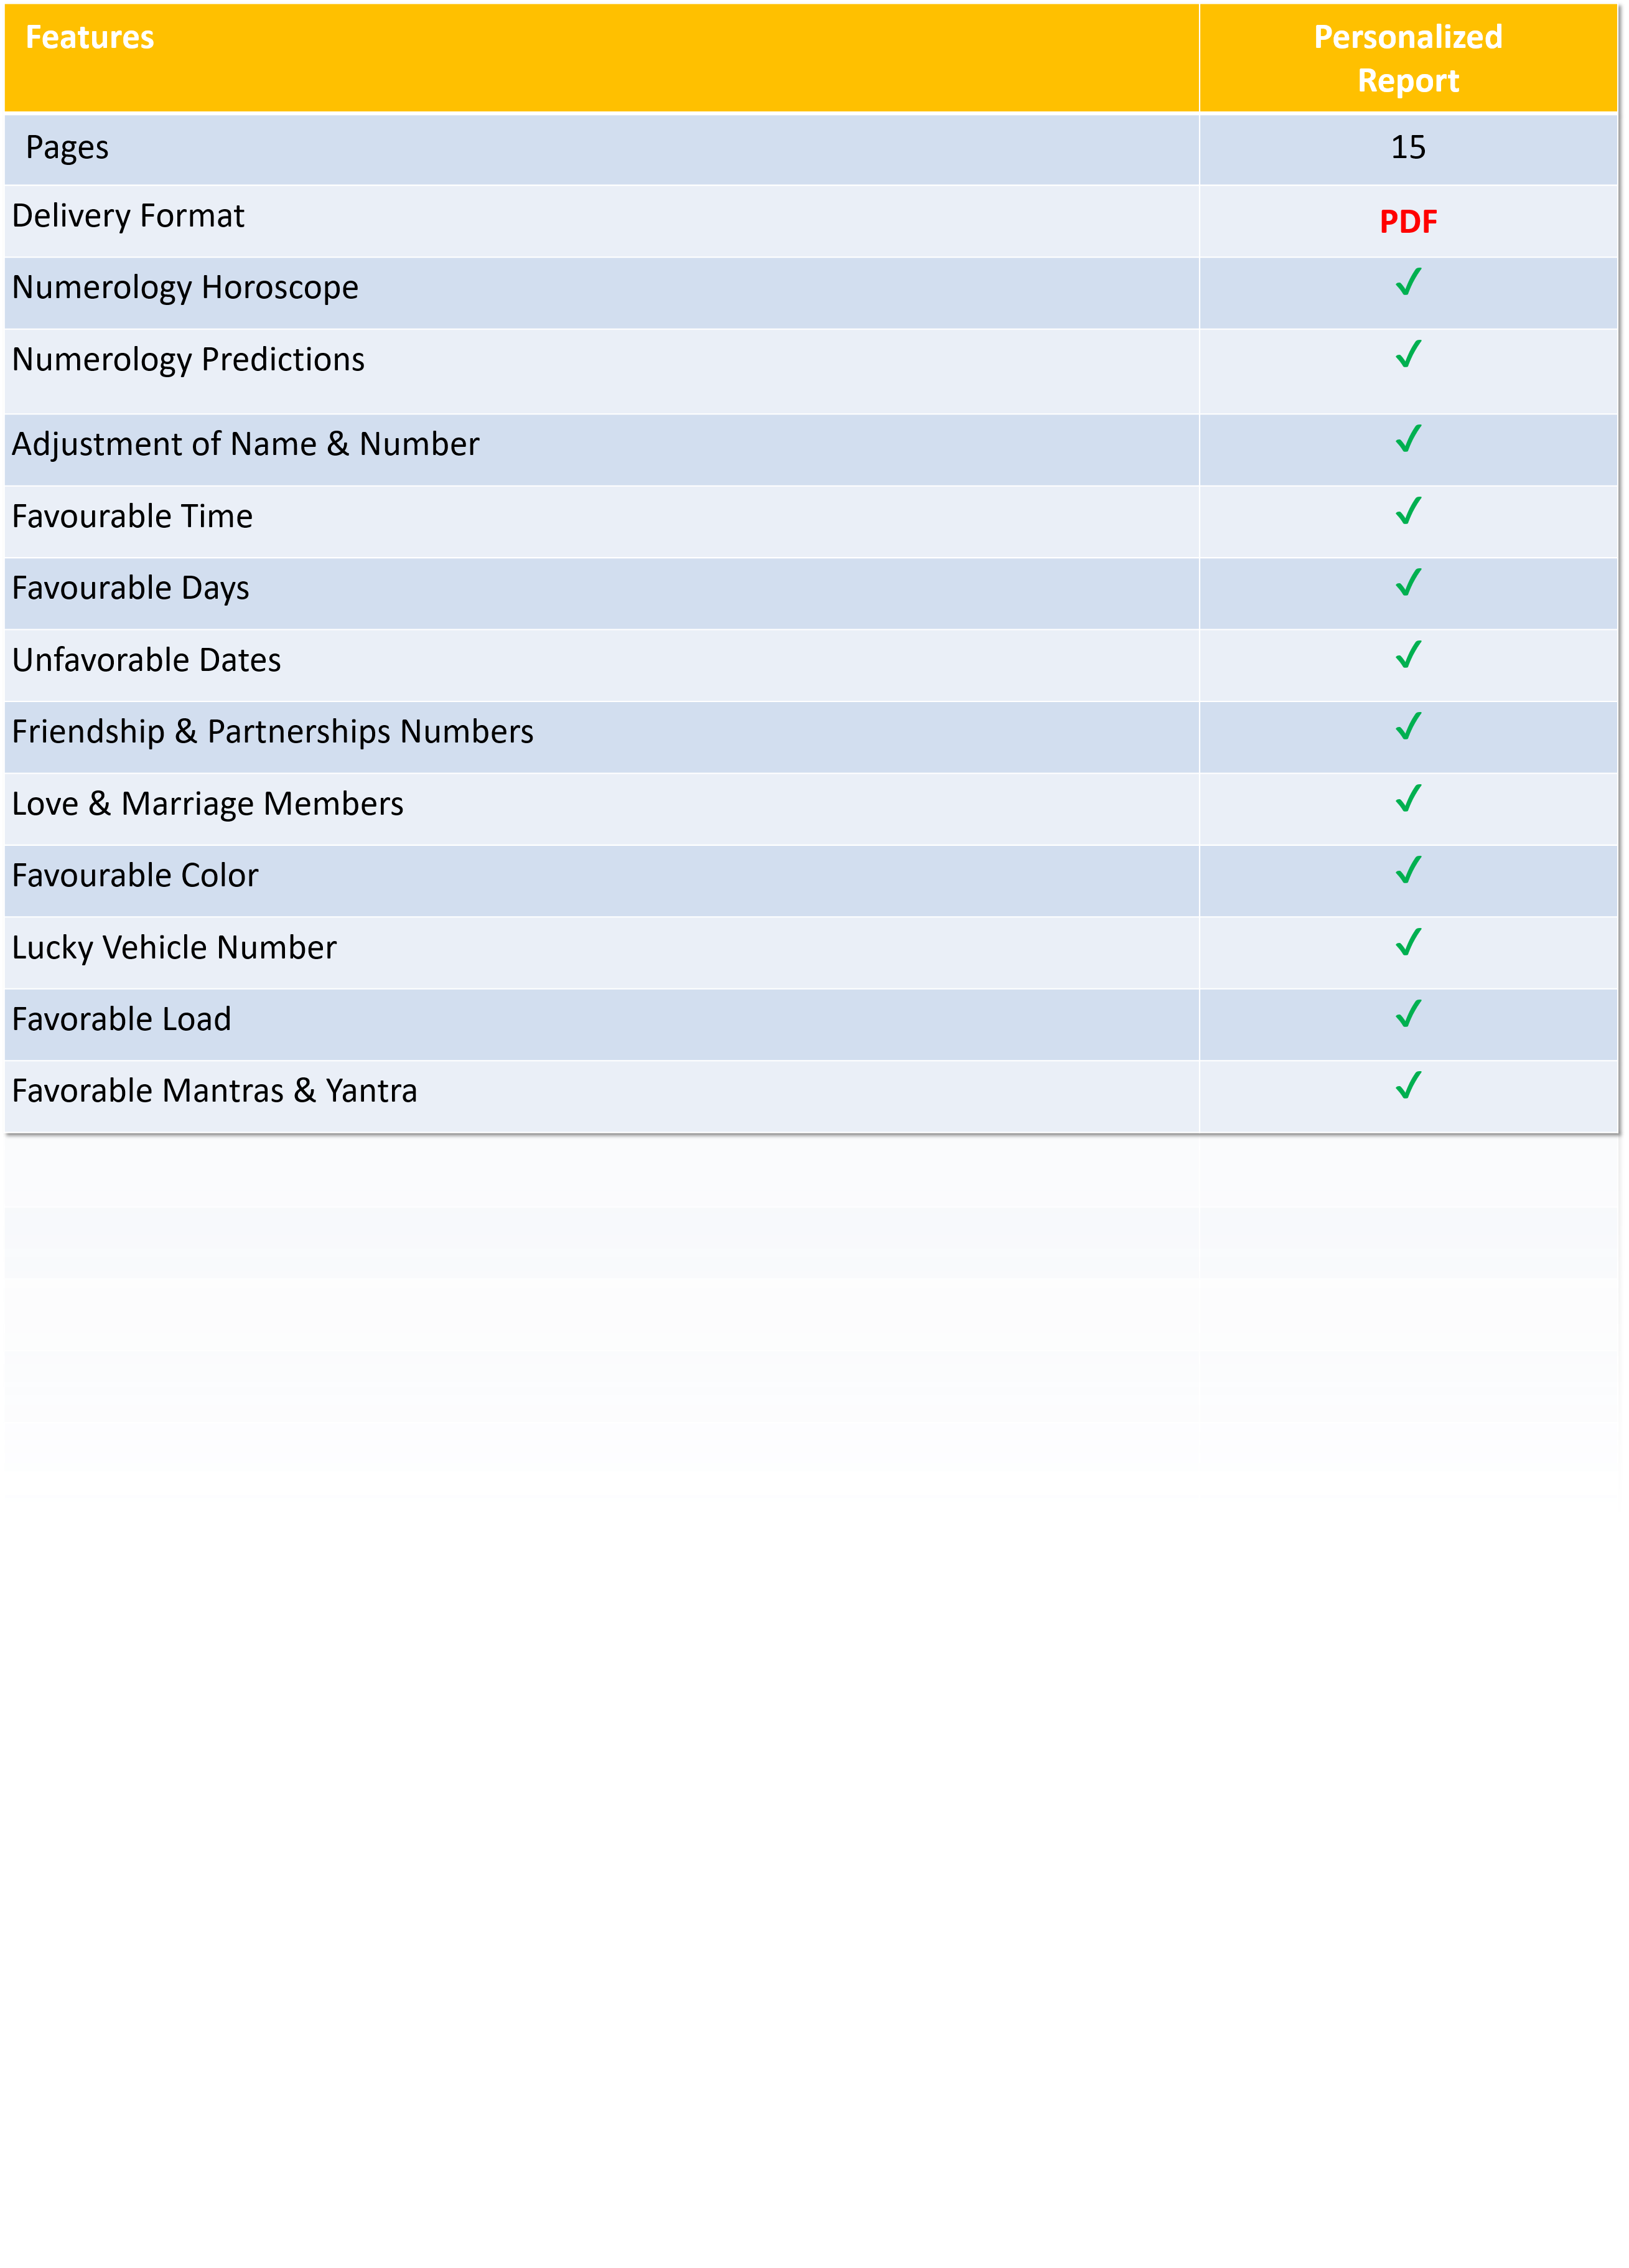 Features
Personalized
Report
Pages 15
Delivery Format PDF
Numerology Horoscope ✓
Numerology Predictions ✓
Adjustment of Name & Number ✓
Favourable Time ✓
Favourable Days ✓
Unfavorable Dates ✓
Friendship & Partnerships Numbers ✓
Love & Marriage Members ✓
Favourable Color ✓
Lucky Vehicle Number ✓
Favorable Load ✓
Favorable Mantras & Yantra ✓